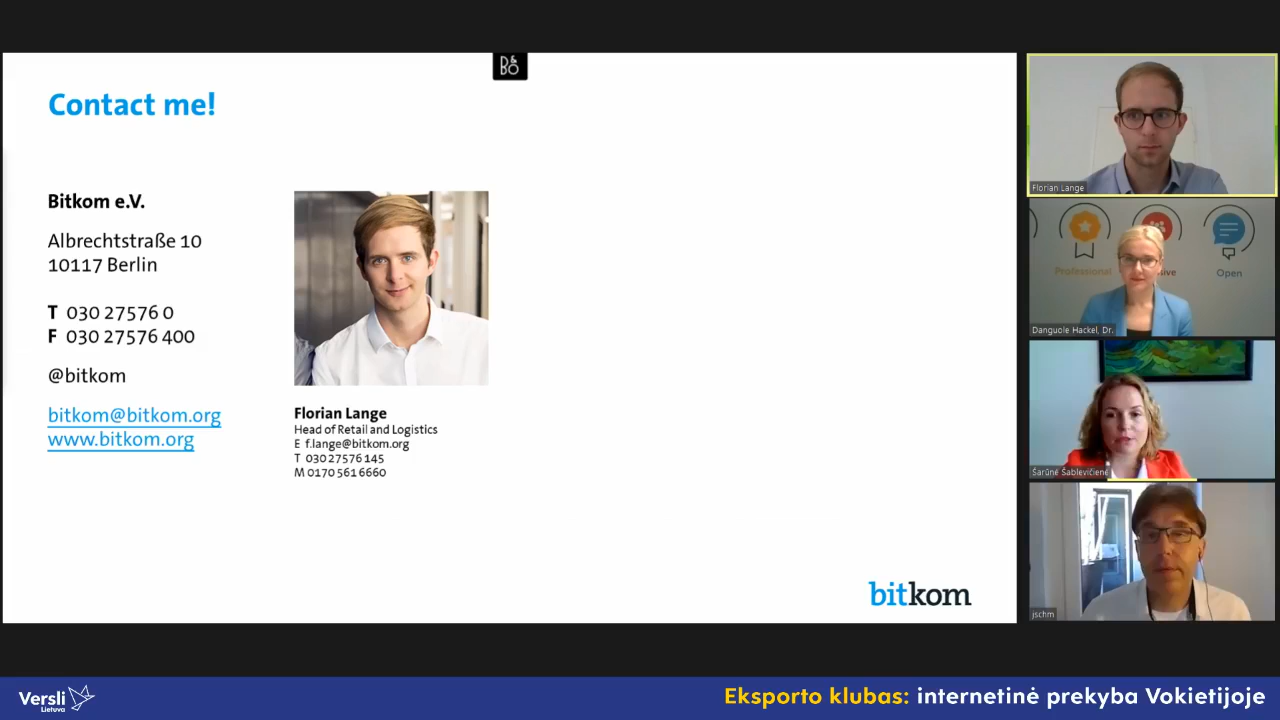 Contact me!
Bitkom e.V.
Albrechtstraße 10
10117 Berlin
T 030 27576 0
F 030 27576 400
@bitkom
bitkom@bitkom.org
www.bitkom.org
Florian Lange
Head of Retail and Logistics
E f.lange@bitkom.org
T 030 27576 145
M 0170 561 6660
bitkom
B&O
Florian Lange
Professional
sive
Open
Danguole Hackel, Dr.
Šarūnė Šablevičienė
jschm
Versli
Lietuva
Eksporto klubas: internetinė prekyba Vokietijoje